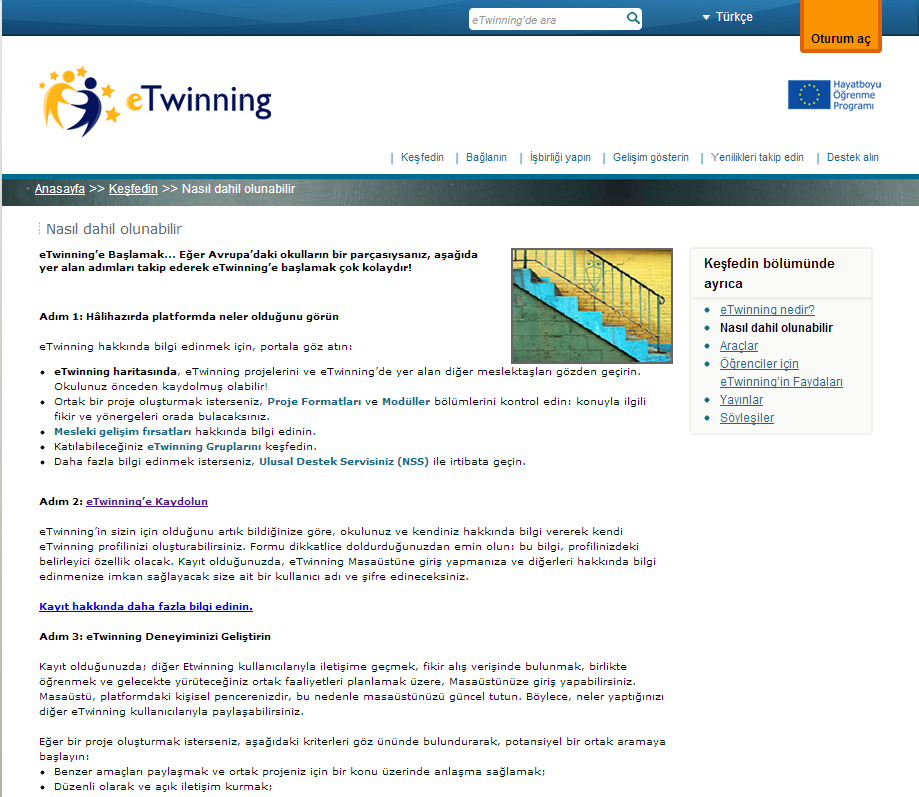 eTwinning'de ara
Türkçe
Oturum aç
eTwinning
Hayatboyu
Öğrenme
Programı
| Keşfedin | Bağlanın | İşbirliği yapın | Gelişim gösterin | Yenilikleri takip edin | Destek alın
Anasayfa >> Keşfedin >> Nasıl dahil olunabilir
Nasıl dahil olunabilir
eTwinning'e Başlamak... Eğer Avrupa'daki okulların bir parçasıysanız, aşağıda
yer alan adımları takip ederek eTwinning'e başlamak çok kolaydır!
Adım 1: Hâlihazırda platformda neler olduğunu görün
eTwinning hakkında bilgi edinmek için, portala göz atın:
• eTwinning haritasında, eTwinning projelerini ve eTwinning'de yer alan diğer meslektaşları gözden geçirin.
Okulunuz önceden kaydolmuş olabilir!
• Ortak bir proje oluşturmak isterseniz, Proje Formatları ve Modüller bölümlerini kontrol edin: konuyla ilgili
fikir ve yönergeleri orada bulacaksınız.
• Mesleki gelişim fırsatları hakkında bilgi edinin.
• Katılabileceğiniz eTwinning Gruplarını keşfedin.
• Daha fazla bilgi edinmek isterseniz, Ulusal Destek Servisiniz (NSS) ile irtibata geçin.
Adım 2: eTwinning'e Kaydolun
eTwinning'in sizin için olduğunu artık bildiğinize göre, okulunuz ve kendiniz hakkında bilgi vererek kendi
eTwinning profilinizi oluşturabilirsiniz. Formu dikkatlice doldurduğunuzdan emin olun: bu bilgi, profilinizdeki
belirleyici özellik olacak. Kayıt olduğunuzda, eTwinning Masaüstüne giriş yapmanıza ve diğerleri hakkında bilgi
edinmenize imkan sağlayacak size ait bir kullanıcı adı ve şifre edineceksiniz.
Kayıt hakkında daha fazla bilgi edinin.
Adım 3: eTwinning Deneyiminizi Geliştirin
Kayıt olduğunuzda; diğer Etwinning kullanıcılarıyla iletişime geçmek, fikir alış verişinde bulunmak, birlikte
öğrenmek ve gelecekte yürüteceğiniz ortak faaliyetleri planlamak üzere, Masaüstünüze giriş yapabilirsiniz.
Masaüstü, platformdaki kişisel pencerenizdir, bu nedenle masaüstünüzü güncel tutun. Böylece, neler yaptığınızı
diğer eTwinning kullanıcılarıyla paylaşabilirsiniz.
Eğer bir proje oluşturmak isterseniz, aşağıdaki kriterleri göz ününde bulundurarak, potansiyel bir ortak aramaya
başlayın:
• Benzer amaçları paylaşmak ve ortak projeniz için bir konu üzerinde anlaşma sağlamak;
• Düzenli olarak ve açık iletişim kurmak;
Keşfedin bölümünde
ayrıca
• eTwinning nedir?
• Nasıl dahil olunabilir
• Araçlar
• Öğrenciler için
eTwinning'in Faydaları
• Yayınlar
• Söyleşiler